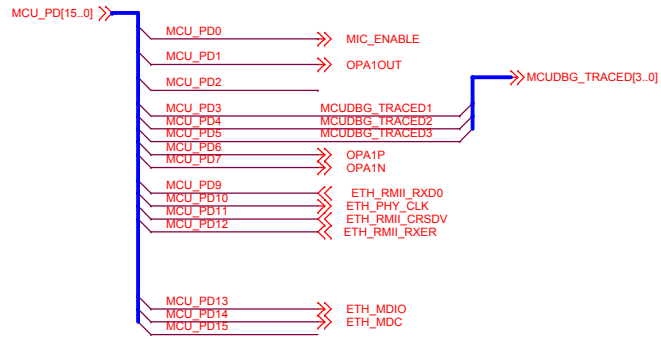 MCU_PD[15..0]
MCU_PD0 MIC_ENABLE
MCU_PD1 OPA1OUT
MCUDBG_TRACED[3..0]
MCU_PD2
MCU_PD3 MCUDBG_TRACED1
MCU_PD4 MCUDBG_TRACED2
MCU_PD5 MCUDBG_TRACED3
MCU_PD6 OPA1P
MCU_PD7 OPA1N
MCU_PD9 ETH_RMII_RXD0
MCU_PD10 ETH_PHY_CLK
MCU_PD11 ETH_RMII_CRSDV
MCU_PD12 ETH_RMII_RXER
MCU_PD13 ETH_MDIO
MCU_PD14 ETH_MDC
MCU_PD15